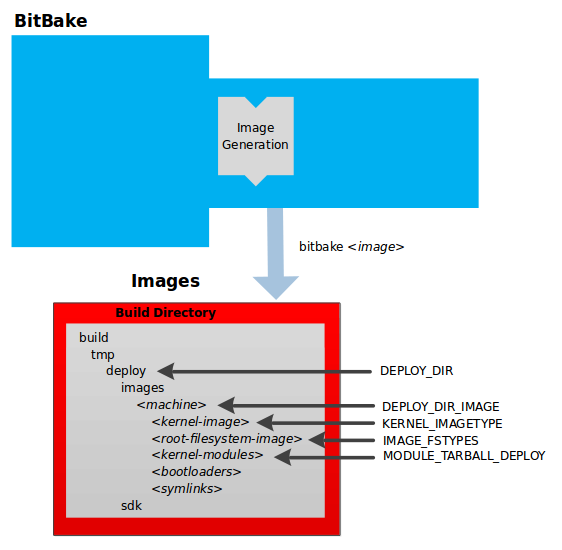 BitBake
Image
Generation
bitbake <image>
Images
Build Directory
build
tmp
deploy
DEPLOY_DIR
images
<machine>
DEPLOY_DIR_IMAGE
<kernel-image>
KERNEL_IMAGETYPE
<root-filesystem-image>
IMAGE_FSTYPES
<kernel-modules>
MODULE_TARBALL_DEPLOY
<bootloaders>
<symlinks>
sdk